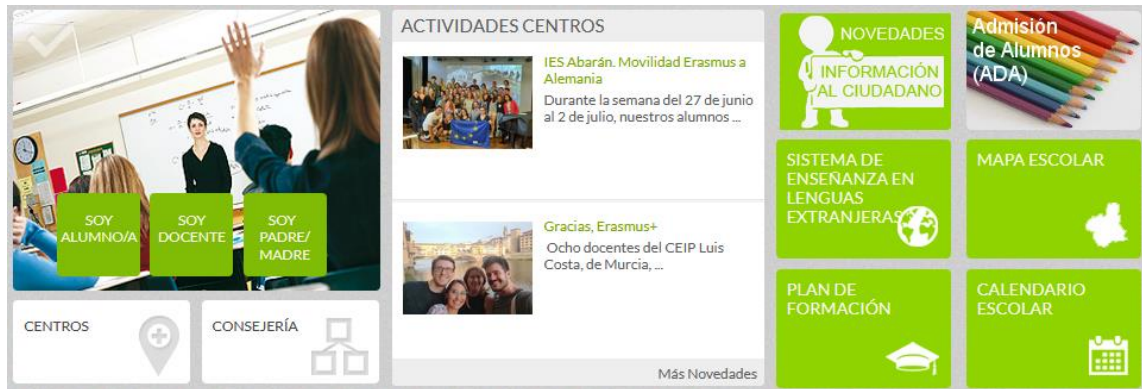 SOY
ALUMNO/A
SOY
DOCENTE
SOY
PADRE/
MADRE
CENTROS
CONSEJERÍA
ACTIVIDADES CENTROS
IES Abarán. Movilidad Erasmus a
Alemania
Durante la semana del 27 de junio
al 2 de julio, nuestros alumnos ...
Gracias, Erasmus+
Ocho docentes del CEIP Luis
Costa, de Murcia, ...
Más Novedades
NOVEDADES
INFORMACIÓN
AL CIUDADANO
Admisión
de Alumnos
(ADA)
SISTEMA DE
ENSEÑANZA EN
LENGUAS
EXTRANJERAS
MAPA ESCOLAR
PLAN DE
FORMACIÓN
CALENDARIO
ESCOLAR